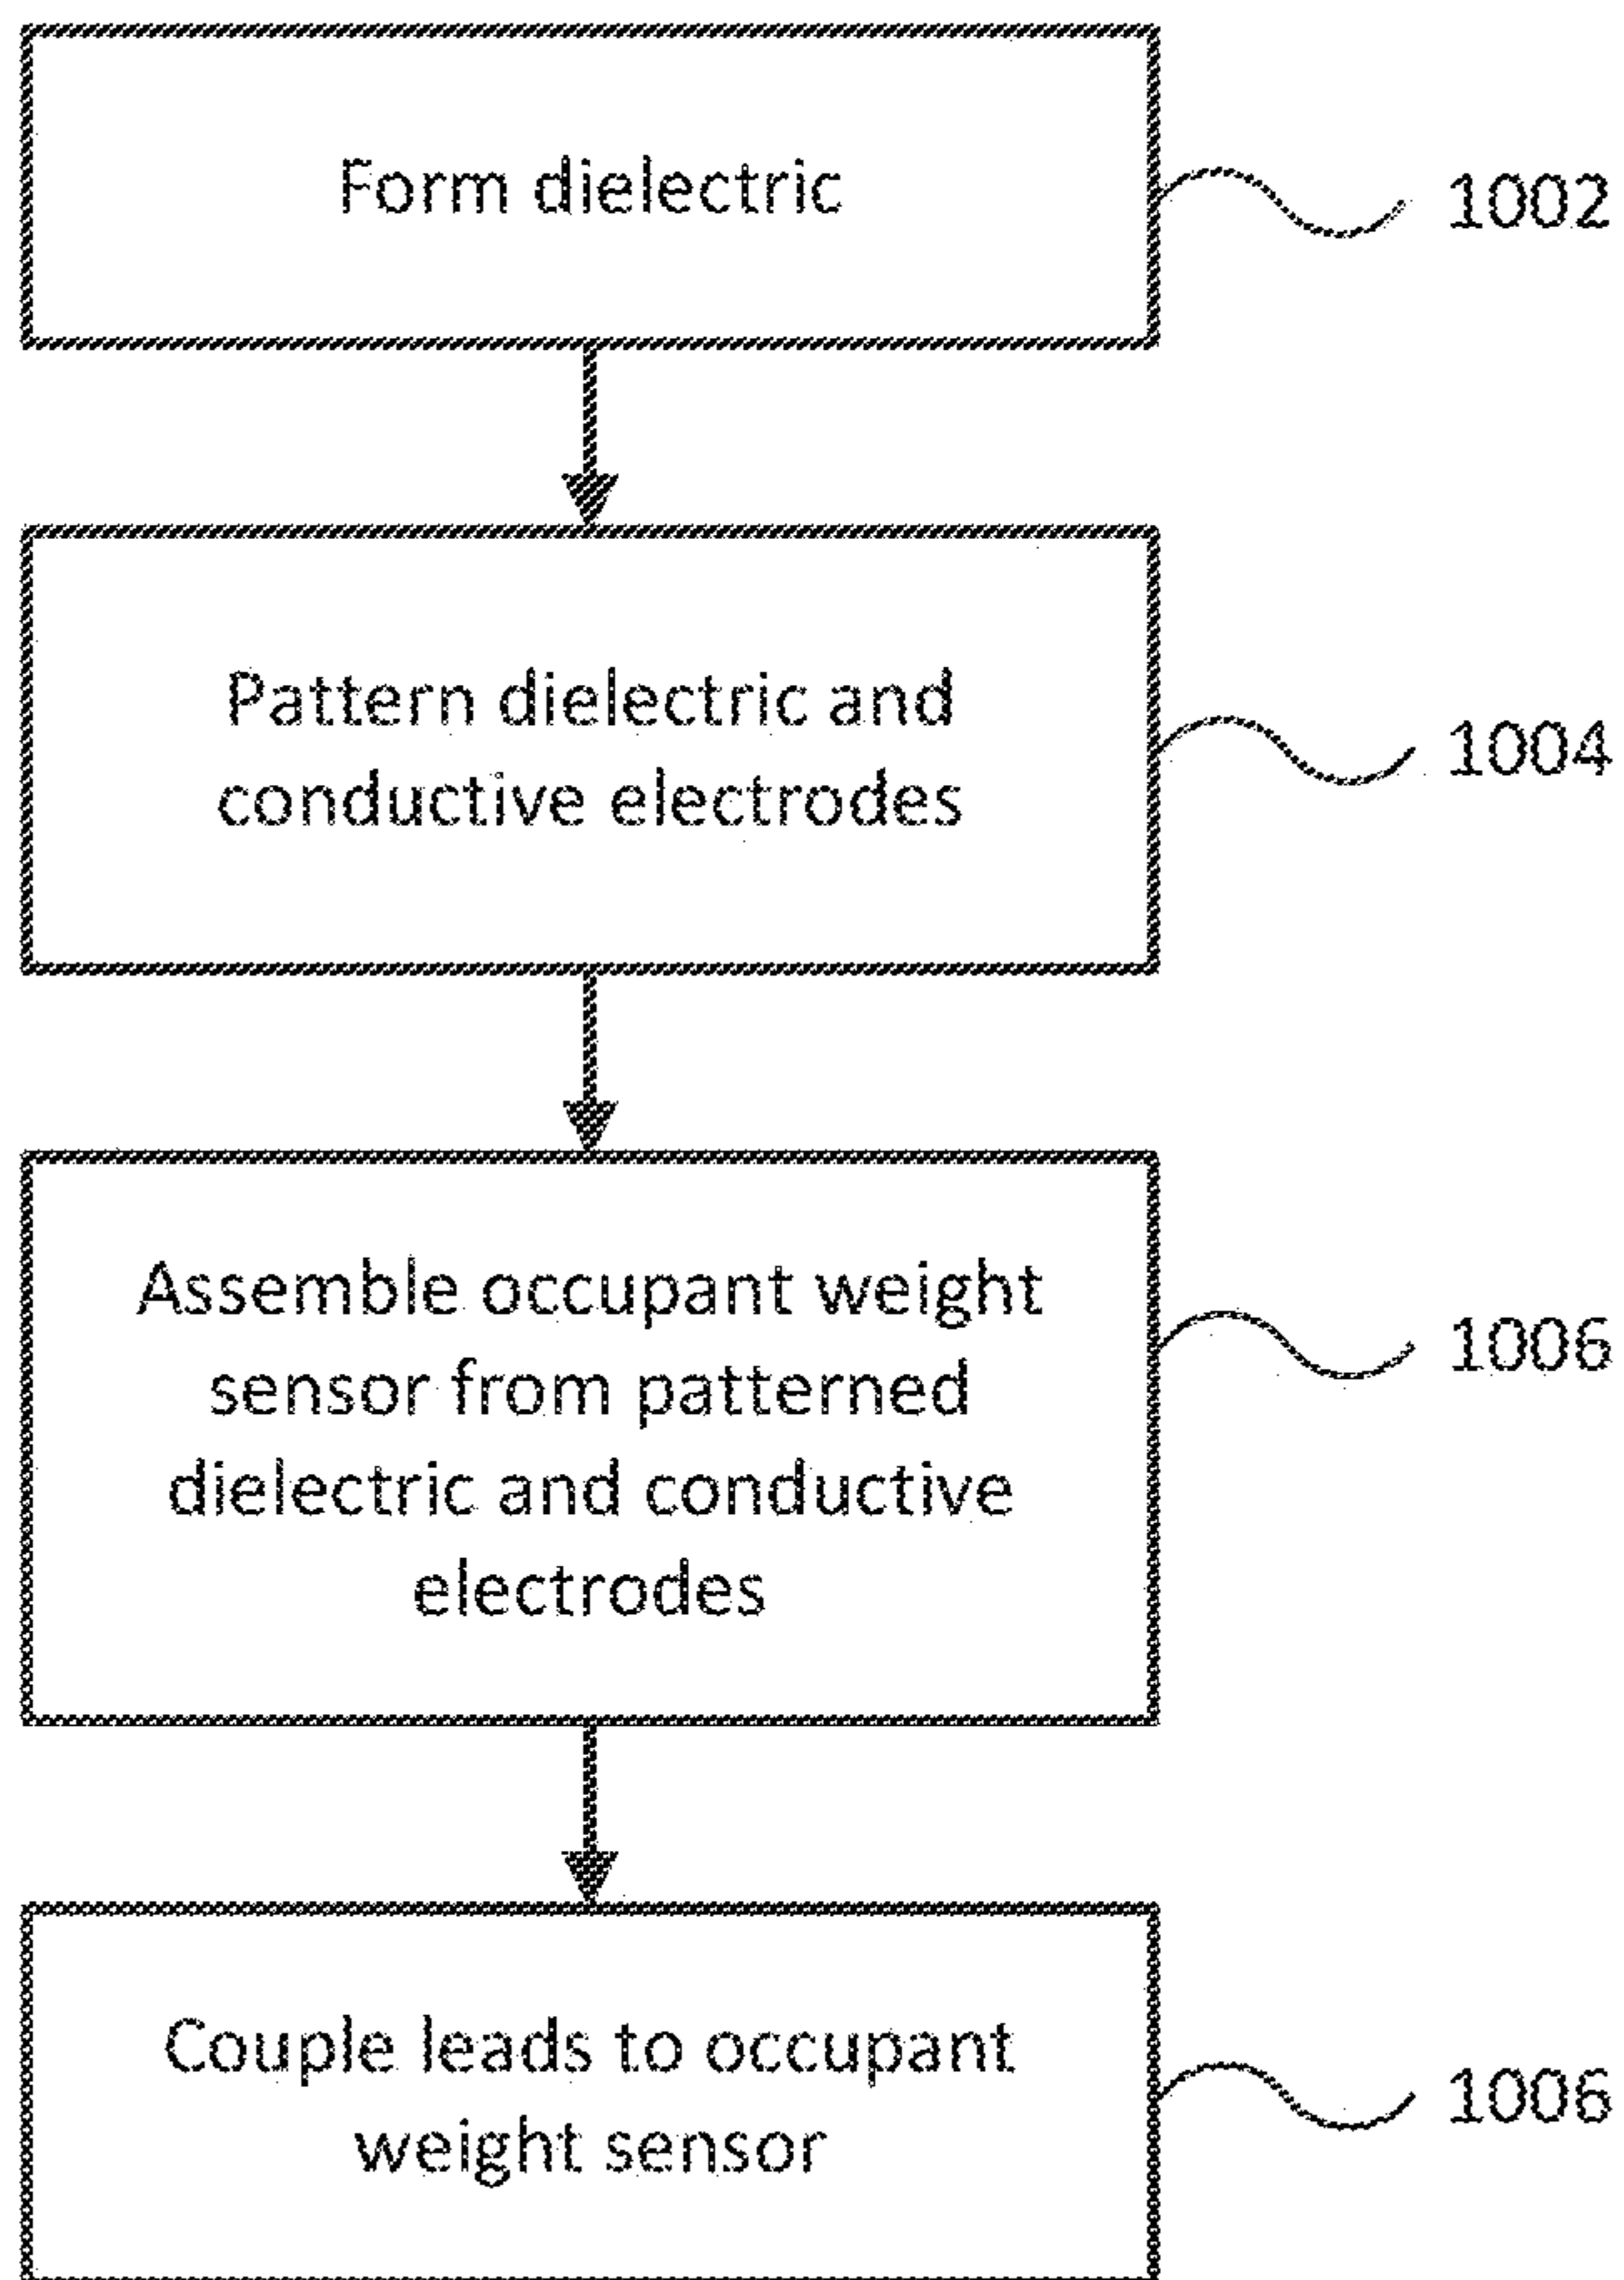 Form dielectric
1002
Pattern dielectric and
conductive electrodes
1004
Assemble occupant weight
sensor from patterned
dielectric and conductive
electrodes
1006
Couple leads to occupant
weight sensor
1006